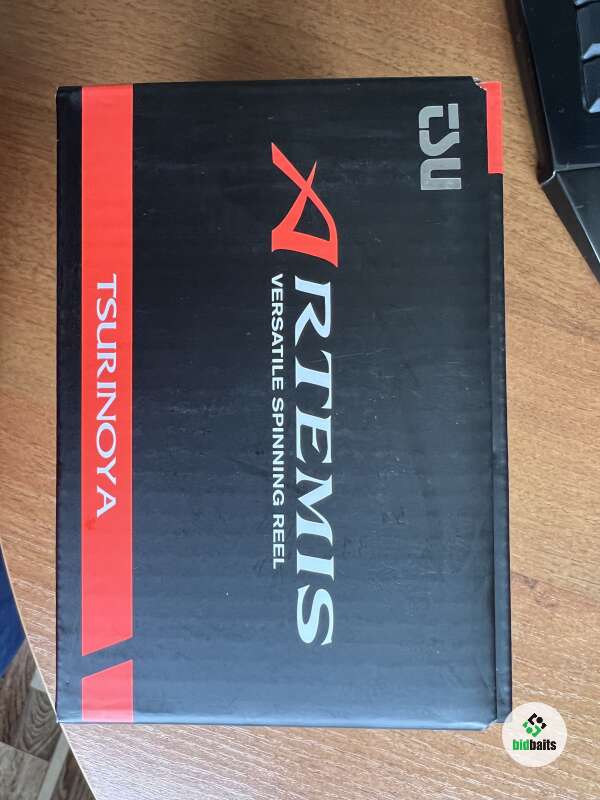 TSU
ARTEMIS
VERSATILE SPINNING REEL
TSURINOYA
bidbaits